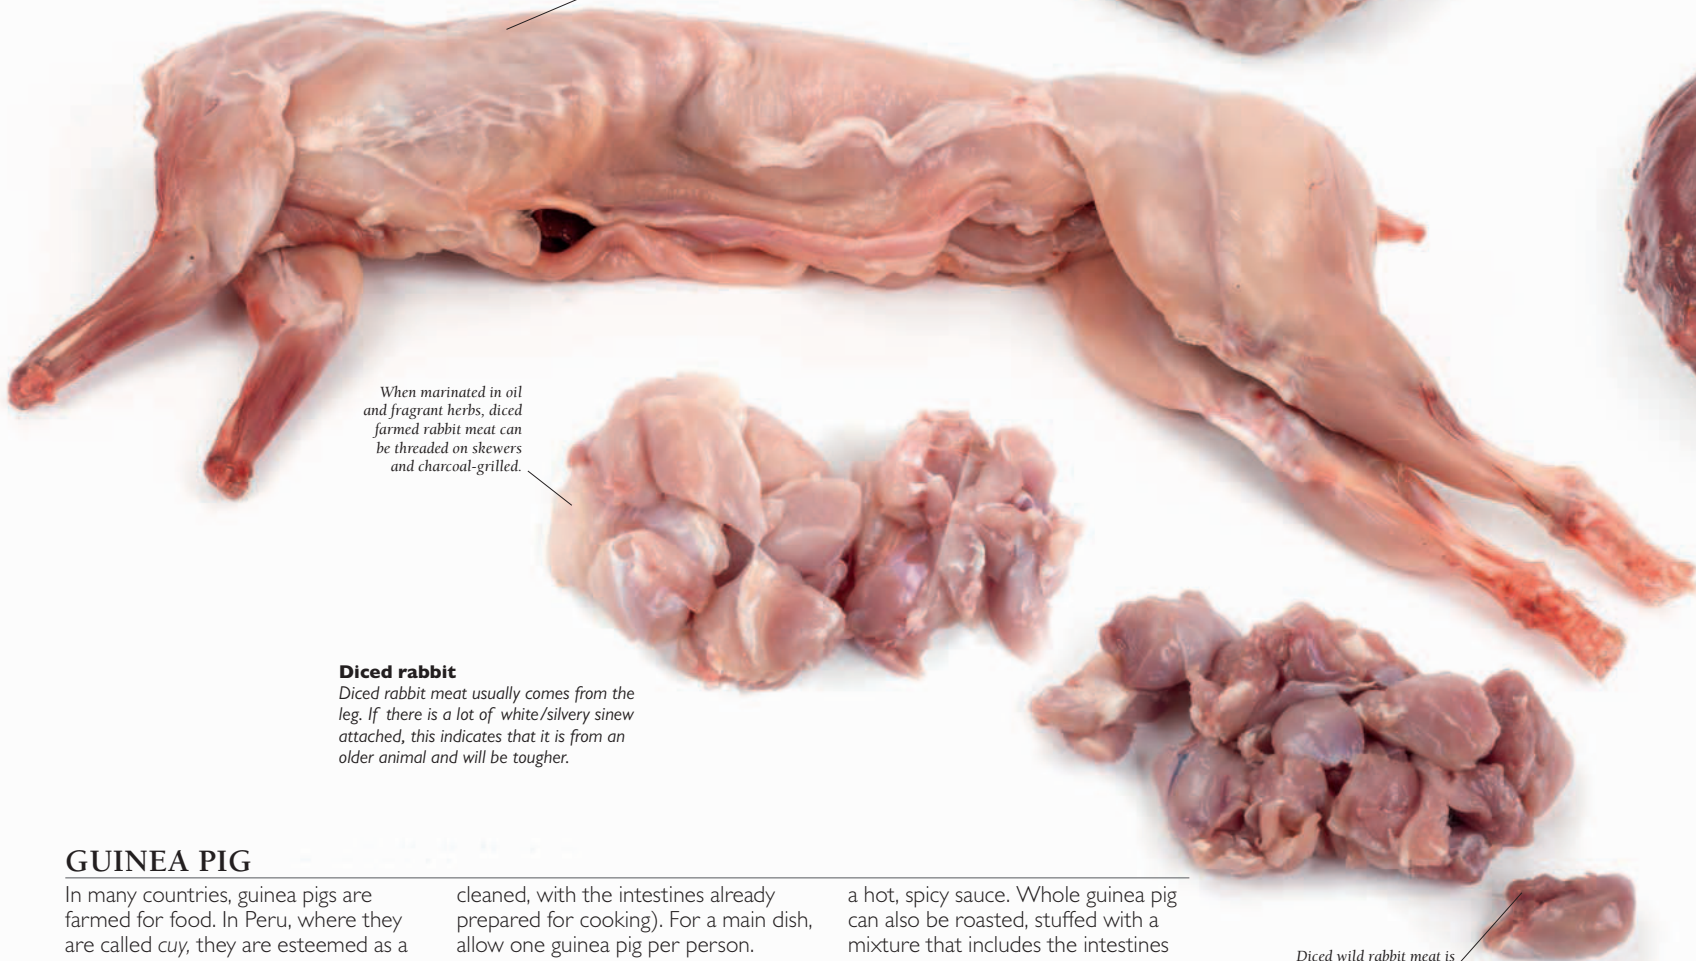 When marinated in oil
and fragrant herbs, diced
farmed rabbit meat can
be threaded on skewers
and charcoal-grilled.
Diced rabbit
Diced rabbit meat usually comes from the
leg. If there is a lot of white/silvery sinew
attached, this indicates that it is from an
older animal and will be tougher.
GUINEA PIG
In many countries, guinea pigs are
farmed for food. In Peru, where they
are called cuy, they are esteemed as a
cleaned, with the intestines already
prepared for cooking). For a main dish,
allow one guinea pig per person.
a hot, spicy sauce. Whole guinea pig
can also be roasted, stuffed with a
mixture that includes the intestines
Diced wild rabbit meat is